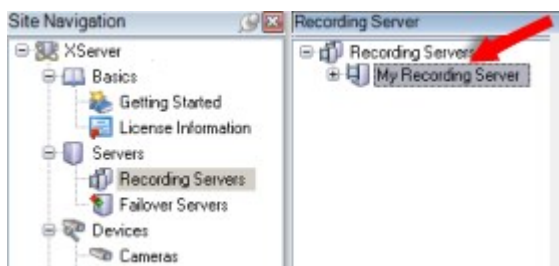 Site Navigation
XServer
Basics
Getting Started
License Information
Servers
Recording Servers
Failover Servers
Devices
Cameras
Recording Server
Recording Servers
My Recording Server